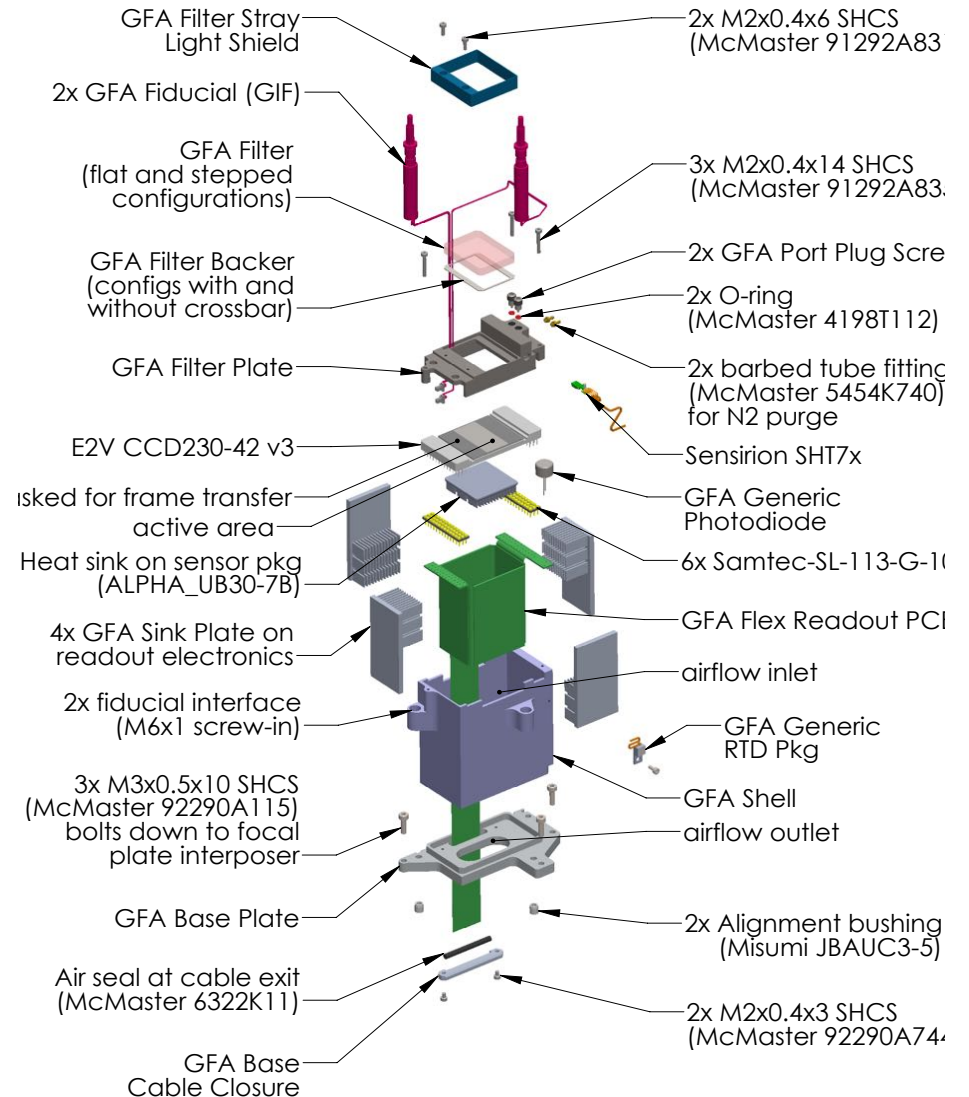 GFA Filter Stray
Light Shield
2x GFA Fiducial (GIF)
GFA Filter
(flat and stepped
configurations)
GFA Filter Backer
(configs with and
without crossbar)
GFA Filter Plate
E2V CCD230-42 v3
asked for frame transfer
active area
Heat sink on sensor pkg
(ALPHA_UB30-7B)
4x GFA Sink Plate on
readout electronics
2x fiducial interface
(M6x1 screw-in)
3x M3x0.5x10 SHCS
(McMaster 92290A115)
bolts down to focal
plate interposer
GFA Base Plate
Air seal at cable exit
(McMaster 6322K11)
GFA Base
Cable Closure
2x M2x0.4x6 SHCS
(McMaster 91292A83
3x M2x0.4x14 SHCS
(McMaster 91292A83
2x GFA Port Plug Scre
2x O-ring
(McMaster 4198T112)
2x barbed tube fitting
(McMaster 5454K740)
for N2 purge
Sensirion SHT7x
GFA Generic
Photodiode
6x Samtec-SL-113-G-10
GFA Flex Readout PCB
airflow inlet
GFA Generic
RTD Pkg
GFA Shell
airflow outlet
2x Alignment bushing
(Misumi JBAUC3-5)
2x M2x0.4x3 SHCS
(McMaster 92290A744